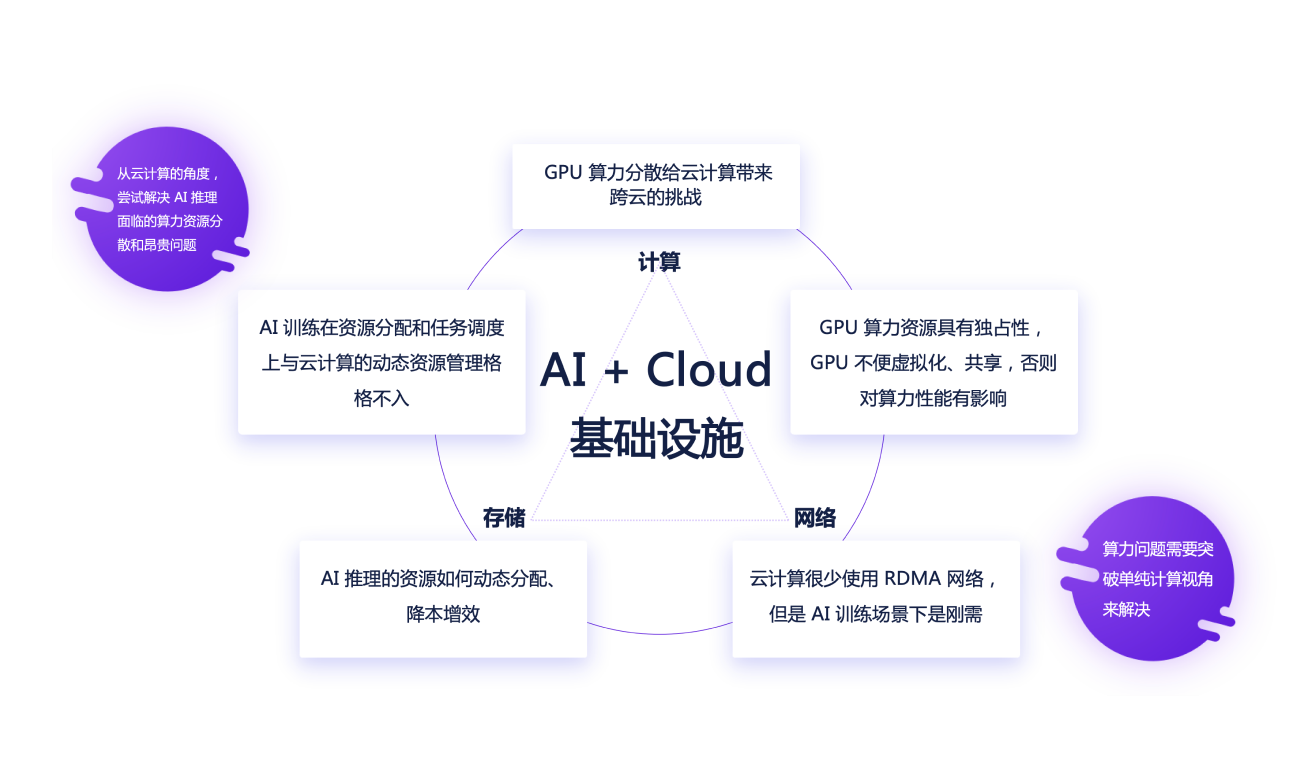 从云计算的角度，
尝试解决 AI 推理
面临的算力资源分
散和昂贵问题
GPU 算力分散给云计算带来
跨云的挑战
计算
AI 训练在资源分配和任务调度
上与云计算的动态资源管理格
格不入
AI + Cloud
基础设施
GPU 算力资源具有独占性，
GPU 不便虚拟化、共享，否则
对算力性能有影响
存储
网络
AI 推理的资源如何动态分配、
降本增效
云计算很少使用 RDMA 网络，
但是 AI 训练场景下是刚需
算力问题需要突
破单纯计算视角
来解决